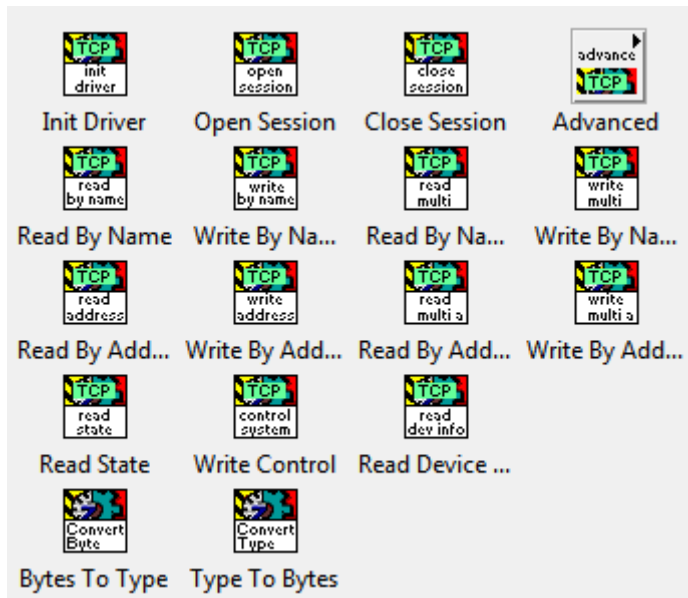 TCP TCP TCP advance
init open close TCP
driver session session
Init Driver Open Session Close Session Advanced
TCP TCP TCP TCP
read write read write
by name by name multi multi
Read By Name Write By Na... Read By Na... Write By Na...
TCP TCP TCP TCP
read write read write
address address multi a multi a
Read By Add... Write By Add... Read By Add... Write By Add...
TCP TCP TCP
read control read
state system dev info
Read State Write Control Read Device ...
Convert Convert
Byte Type
Bytes To Type Type To Bytes